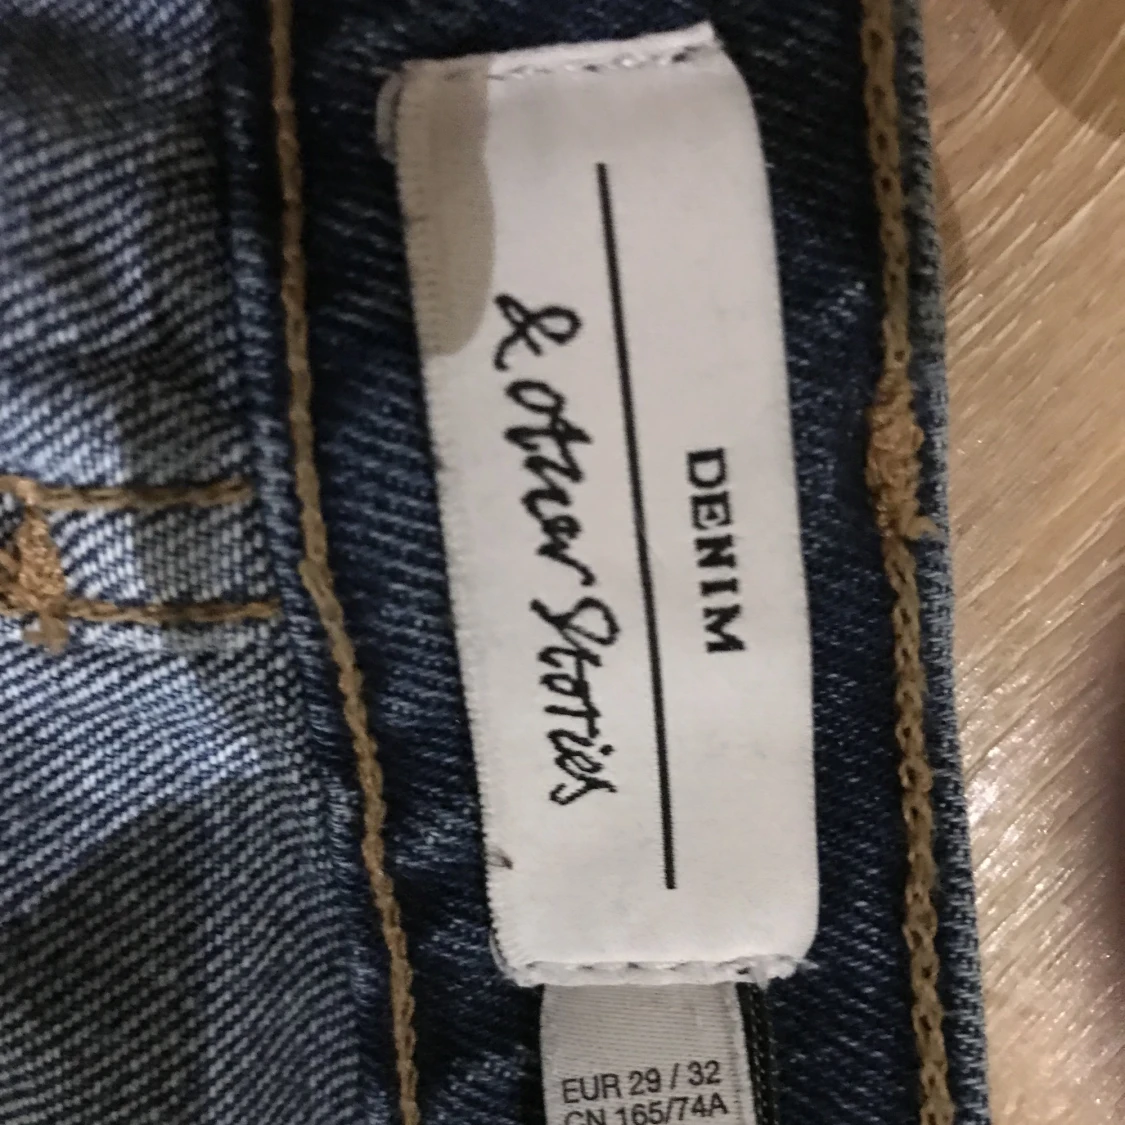 DENIM
& other Stories
EUR 29 / 32
CN 165/74A